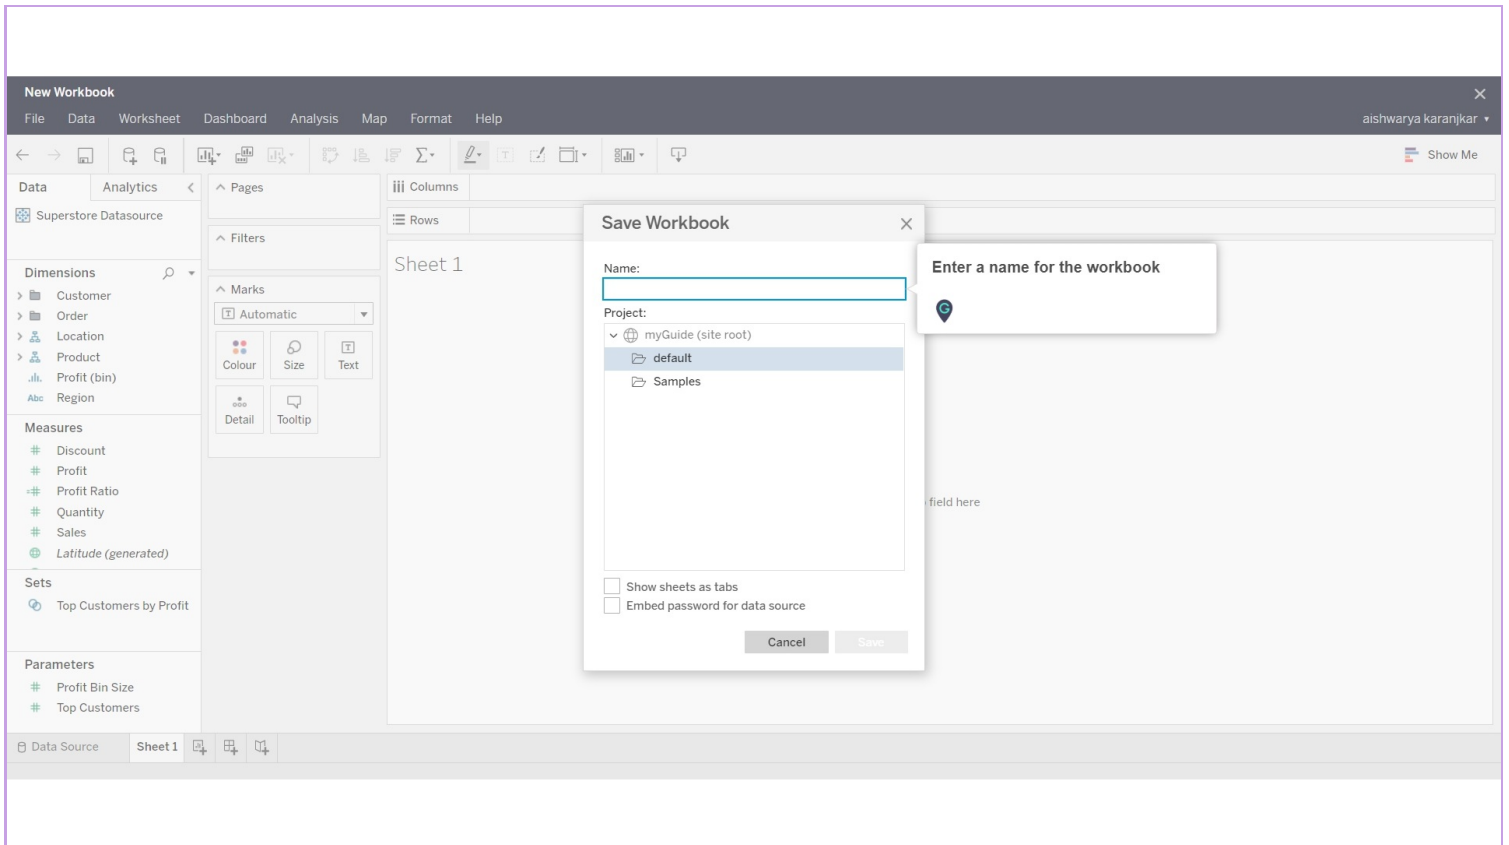 New Workbook
File Data Worksheet Dashboard Analysis Map Format Help
aishwarya karanjkar
Show Me
Data Analytics
Superstore Datasource
Dimensions
Customer
Order
Location
Product
Profit (bin)
Abc Region
Measures
Discount
Profit
Profit Ratio
Quantity
Sales
Latitude (generated)
Sets
Top Customers by Profit
Parameters
Profit Bin Size
Top Customers
Pages
Filters
Marks
Automatic
Colour Size Text
Detail Tooltip
Columns
Rows
Sheet 1
Save Workbook
Name:
Project:
myGuide (site root)
default
Samples
Show sheets as tabs
Embed password for data source
Cancel Save
Enter a name for the workbook
G
field here
Data Source Sheet 1